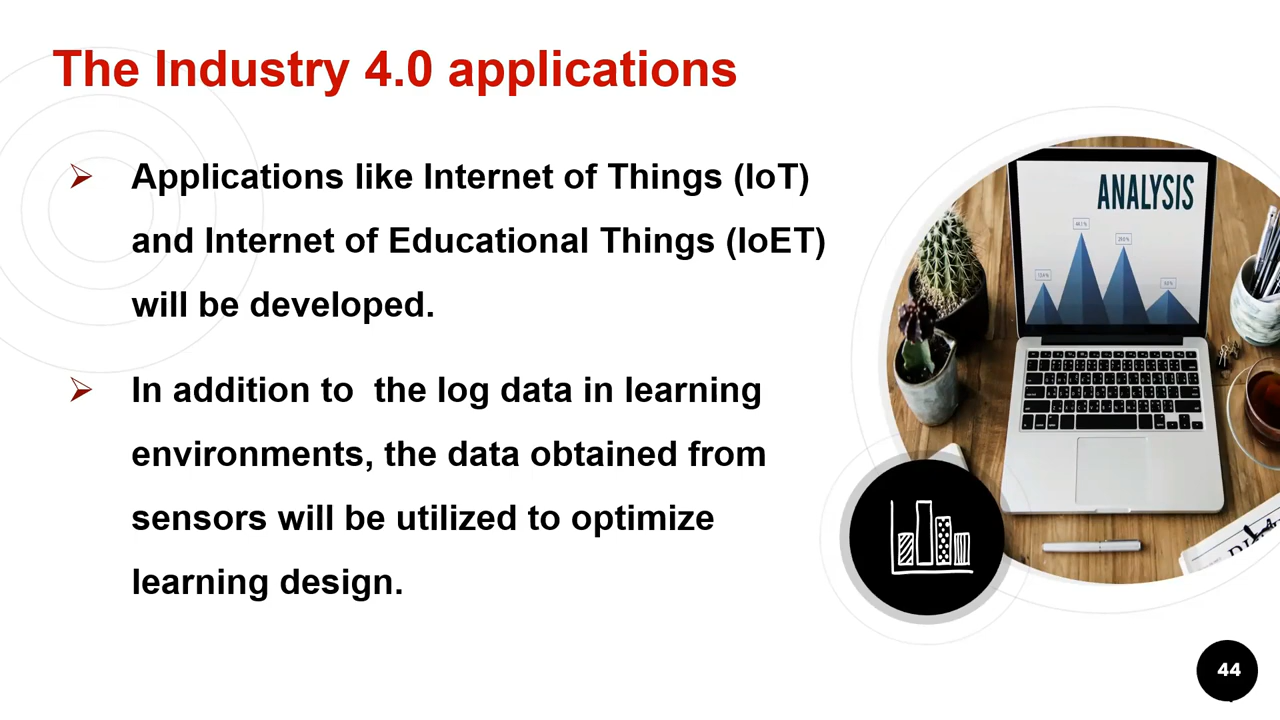 The Industry 4.0 applications
➢ Applications like Internet of Things (IoT)
and Internet of Educational Things (IoET)
will be developed.
➢ In addition to  the log data in learning
environments, the data obtained from
sensors will be utilized to optimize
learning design.
ANALYSIS
44